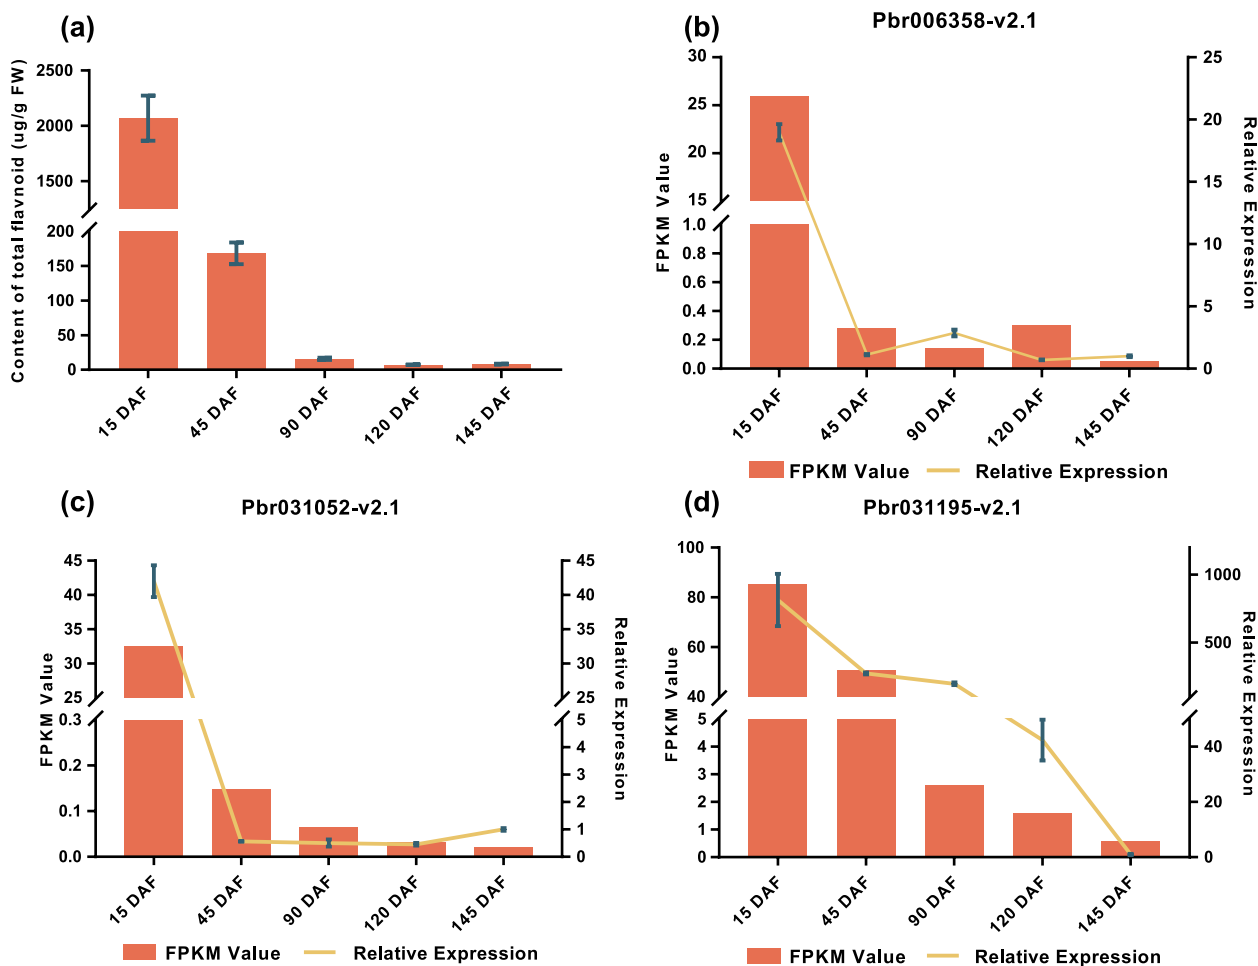 (a)
Content of total flavnoid (ug/g FW)
2500
2000
1500
200
150
100
50
0
15 DAF
45 DAF
90 DAF
120 DAF
145 DAF
(b)
Pbr006358-v2.1
FPKM Value
30
25
20
15
1.0
0.8
0.6
0.4
0.2
0.0
25
20
15
10
5
0
Relative Expression
15 DAF
45 DAF
90 DAF
120 DAF
145 DAF
FPKM Value
Relative Expression
(c)
Pbr031052-v2.1
FPKM Value
45
40
35
30
25
0.3
0.2
0.1
0.0
45
40
35
30
25
5
4
3
2
1
0
Relative Expression
15 DAF
45 DAF
90 DAF
120 DAF
145 DAF
FPKM Value
Relative Expression
(d)
Pbr031195-v2.1
FPKM Value
100
80
60
40
5
4
3
2
1
0
1000
500
40
20
0
Relative Expression
15 DAF
45 DAF
90 DAF
120 DAF
145 DAF
FPKM Value
Relative Expression